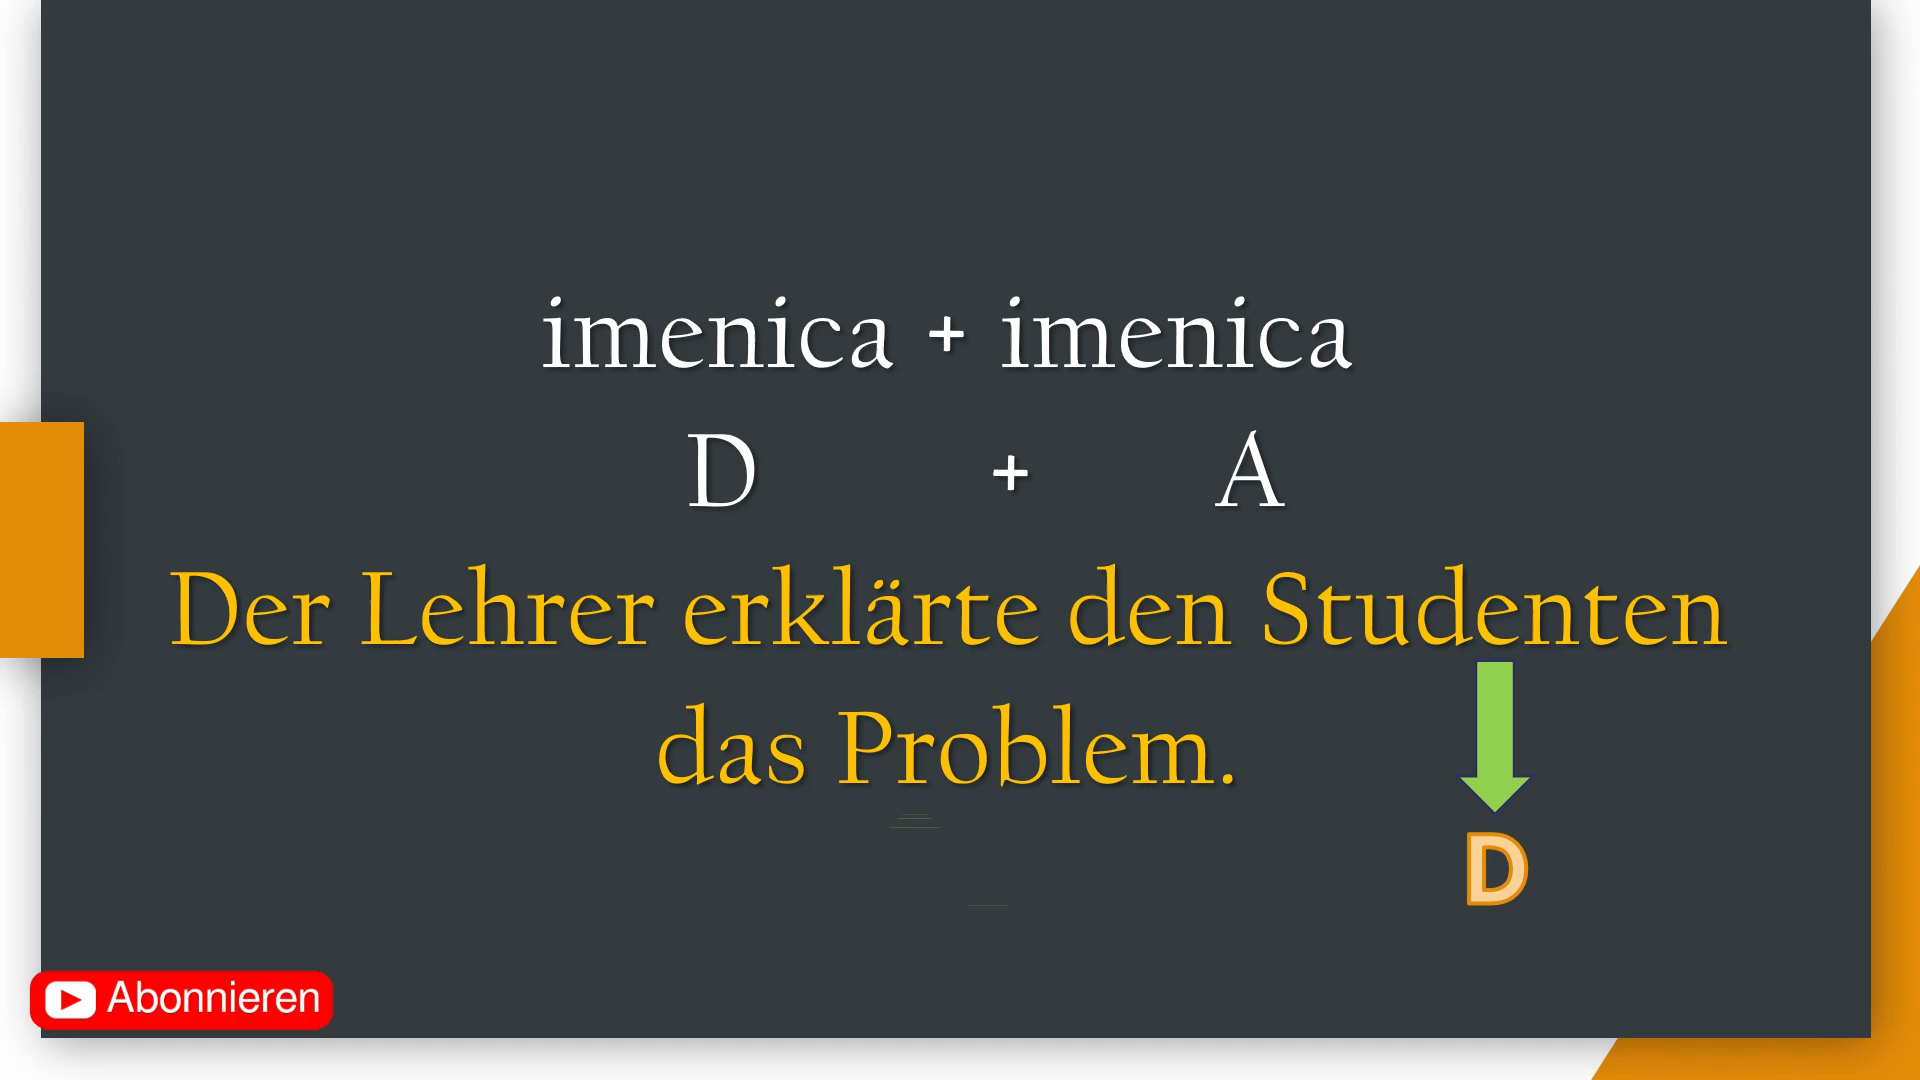 imenica + imenica
D + A
Der Lehrer erklärte den Studenten
das Problem.
D
Abonnieren